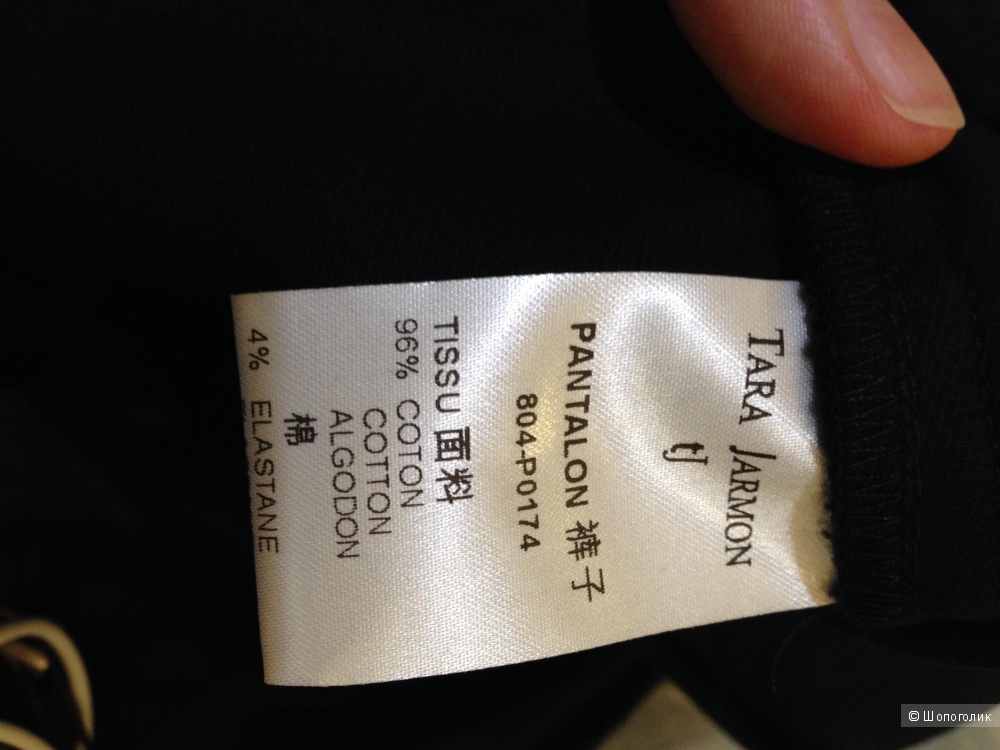 TARA JARMON
tJ
PANTALON 裤子
804-P0174
TISSU 面料
96% COTON
COTTON
ALGODON
棉
4% ELASTANE
© Шопоголик